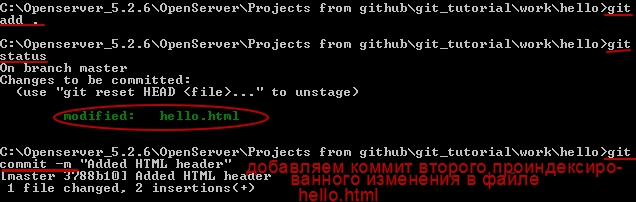 C:\Openserver_5.2.6\OpenServer\Projects from github\git_tutorial\work\hello>git
add .
C:\Openserver_5.2.6\OpenServer\Projects from github\git_tutorial\work\hello>git
status
On branch master
Changes to be committed:
(use "git reset HEAD <file>..." to unstage)
modified:   hello.html
C:\Openserver_5.2.6\OpenServer\Projects from github\git_tutorial\work\hello>git
commit -m "Added HTML header"
[master 3788b10] Added HTML header
1 file changed, 2 insertions(+)
добавляем коммит второго проиндексиро-
ванного изменения в файле
hello.html